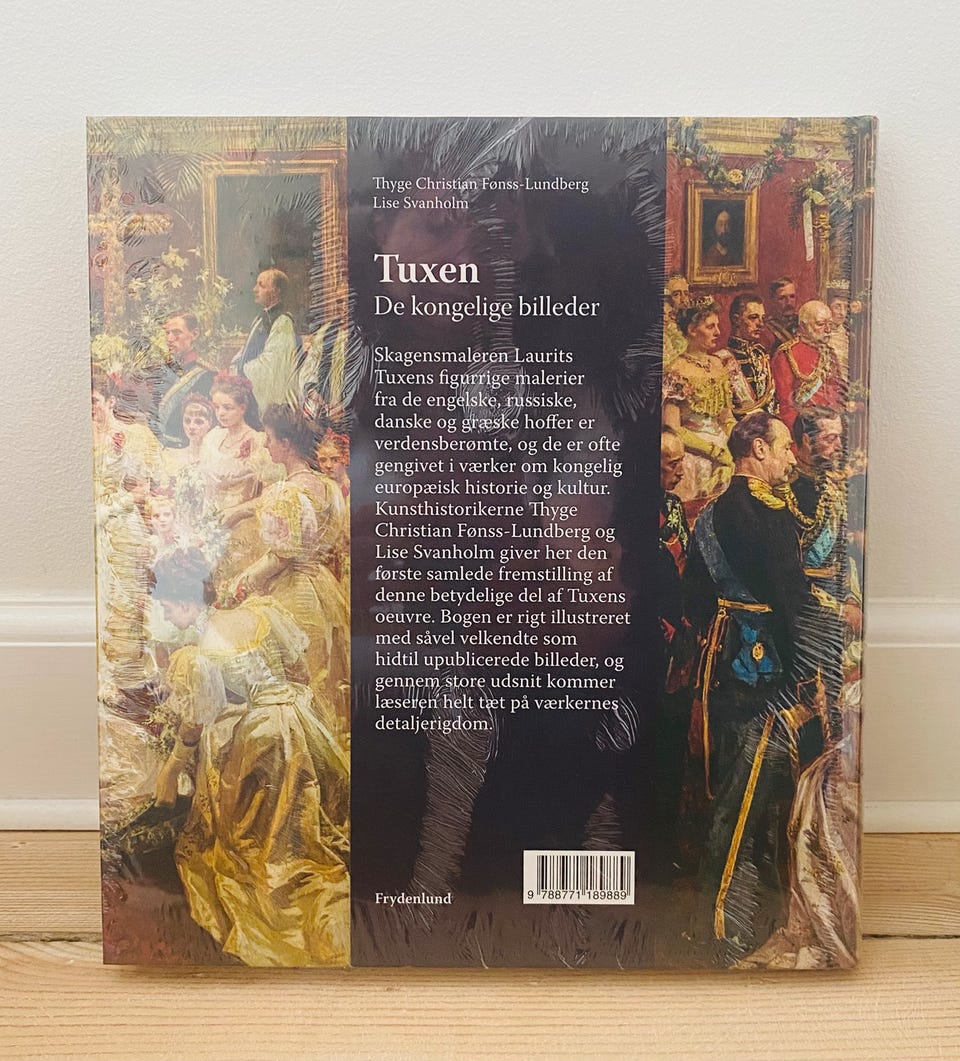 Thyge Christian Fønss-Lundberg
Lise Svanholm
Tuxen
De kongelige billeder
Skagensmaleren Laurits
Tuxens figurrige malerier
fra de engelske, russiske,
danske og græske hoffer er
verdensberømte, og de er ofte
gengivet i værker om kongelig
europæisk historie og kultur.
Kunsthistorikerne Thyge
Christian Fønss-Lundberg og
Lise Svanholm giver her den
første samlede fremstilling af
denne betydelige del af Tuxens
oeuvre. Bogen er rigt illustreret
med såvel velkendte som
hidtil upublicerede billeder, og
gennem store udsnit kommer
læseren helt tæt på værkernes
detaljerigdom.
Frydenlund
9 788771 189889